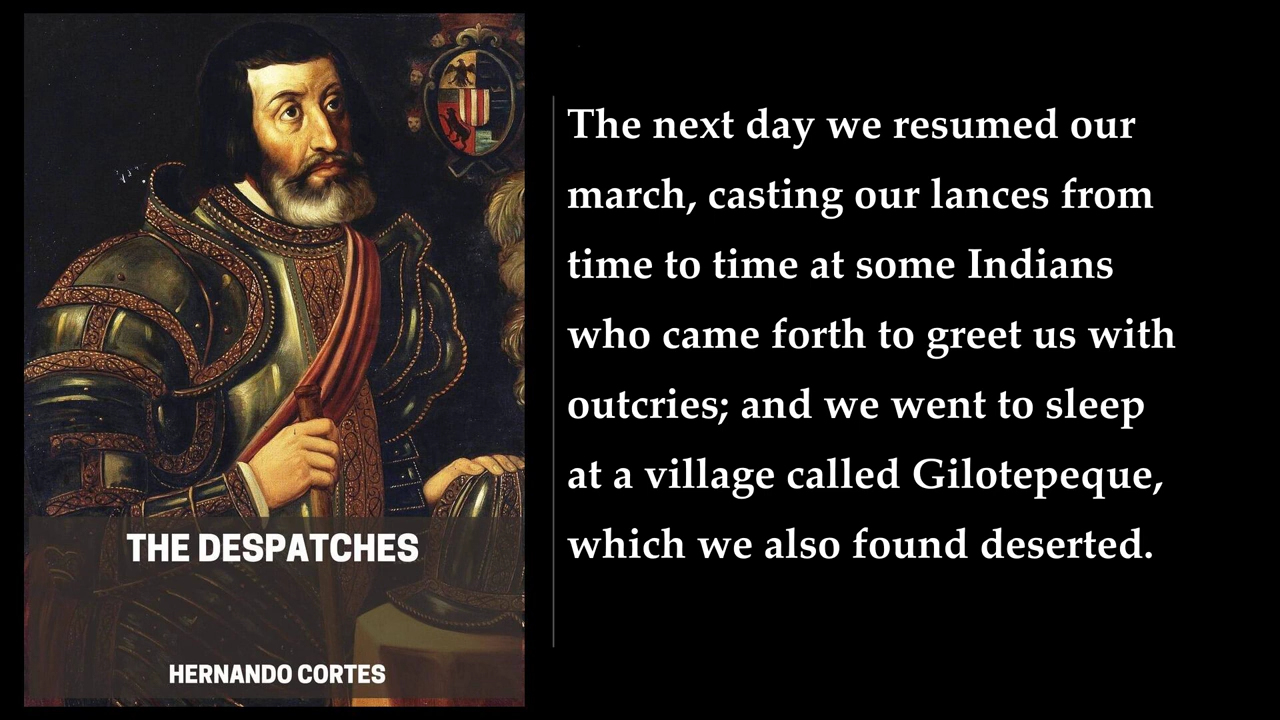 THE DESPATCHES
HERNANDO CORTES
The next day we resumed our
march, casting our lances from
time to time at some Indians
who came forth to greet us with
outcries; and we went to sleep
at a village called Gilotepeque,
which we also found deserted.